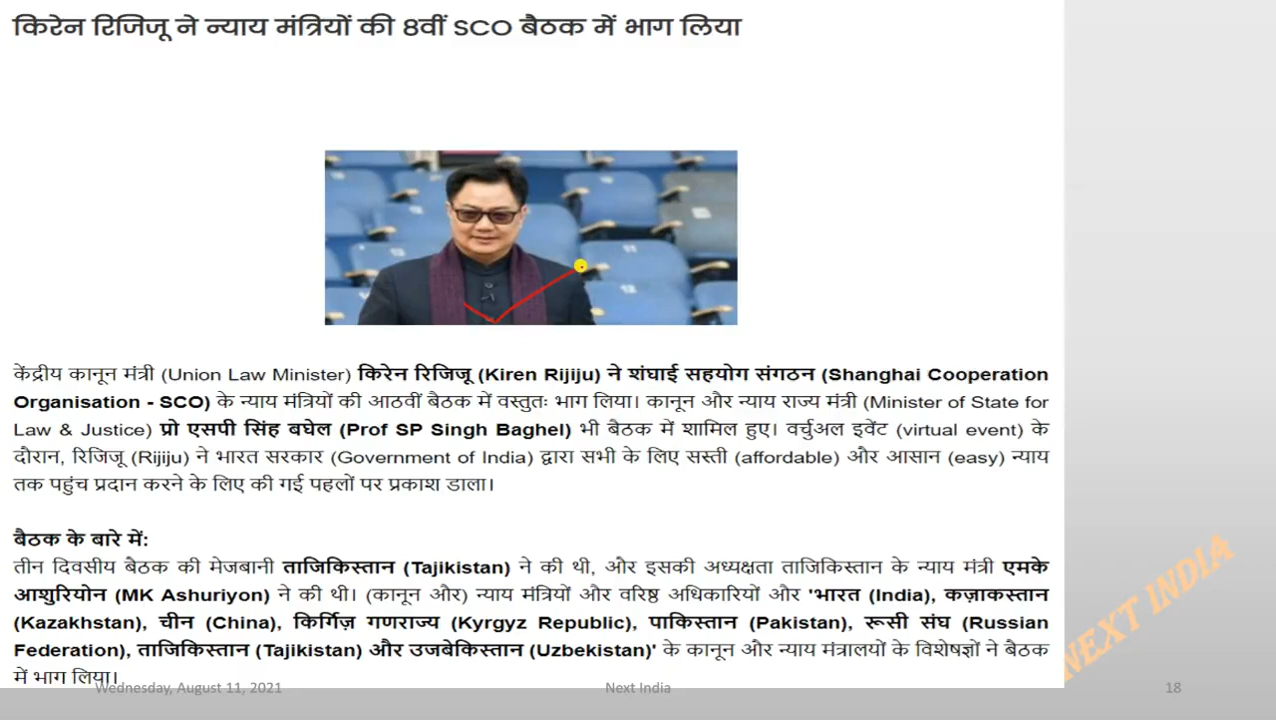 किरेन रिजिजू ने न्याय मंत्रियों की 8वीं SCO बैठक में भाग लिया
केंद्रीय कानून मंत्री (Union Law Minister) किरेन रिजिजू (Kiren Rijiju) ने शंघाई सहयोग संगठन (Shanghai Cooperation
Organisation - SCO) के न्याय मंत्रियों की आठवीं बैठक में वस्तुतः भाग लिया। कानून और न्याय राज्य मंत्री (Minister of State for
Law & Justice) प्रो एसपी सिंह बघेल (Prof SP Singh Baghel) भी बैठक में शामिल हुए। वर्चुअल इवेंट (virtual event) के
दौरान, रिजिजू (Rijiju) ने भारत सरकार (Government of India) द्वारा सभी के लिए सस्ती (affordable) और आसान (easy) न्याय
तक पहुंच प्रदान करने के लिए की गई पहलों पर प्रकाश डाला।
बैठक के बारे में:
तीन दिवसीय बैठक की मेजबानी ताजिकिस्तान (Tajikistan) ने की थी, और इसकी अध्यक्षता ताजिकिस्तान के न्याय मंत्री एमके
आशुरियोन (MK Ashuriyon) ने की थी। (कानून और) न्याय मंत्रियों और वरिष्ठ अधिकारियों और 'भारत (India), कज़ाकस्तान
(Kazakhstan), चीन (China), किर्गिज़ गणराज्य (Kyrgyz Republic), पाकिस्तान (Pakistan), रूसी संघ (Russian
Federation), ताजिकिस्तान (Tajikistan) और उजबेकिस्तान (Uzbekistan)' के कानून और न्याय मंत्रालयों के विशेषज्ञों ने बैठक
में भाग लिया।
NEXT INDIA
Wednesday, August 11, 2021
Next India
18